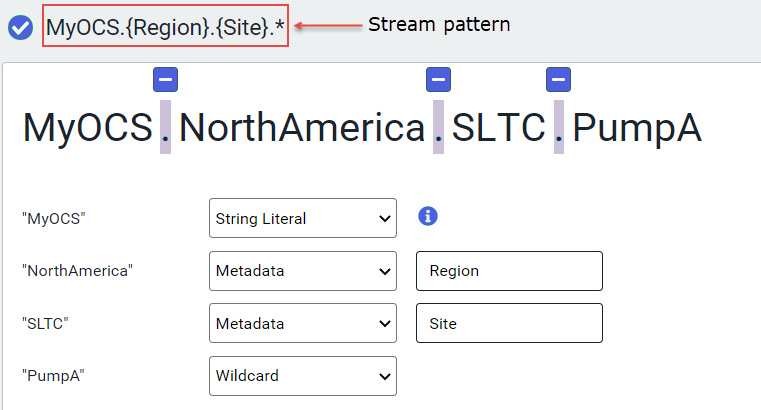 MyOCS.{Region}.{Site}.* Stream pattern
MyOCS.NorthAmerica.SLTC.PumpA
"MyOCS" String Literal
"NorthAmerica" Metadata Region
"SLTC" Metadata Site
"PumpA" Wildcard